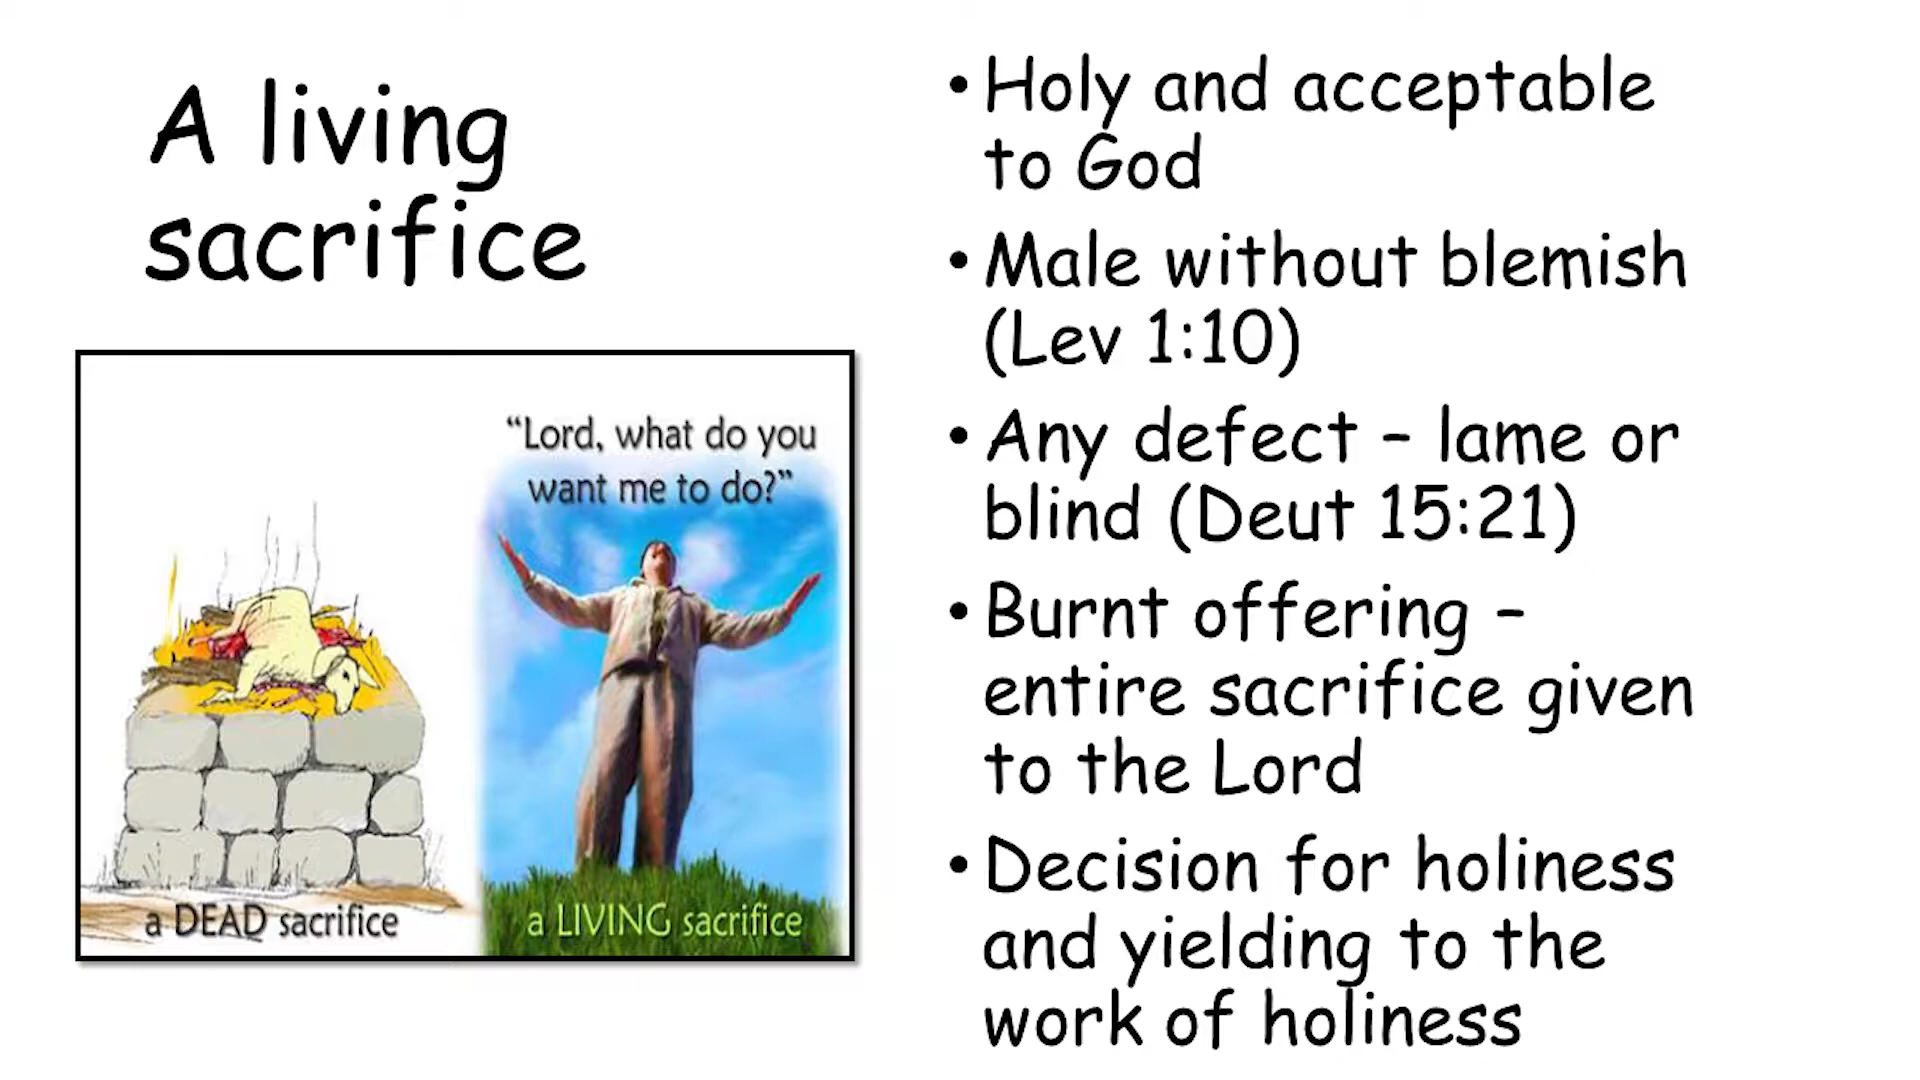 A living
sacrifice
“Lord, what do you
want me to do?”
a DEAD sacrifice
a LIVING sacrifice
• Holy and acceptable
to God
• Male without blemish
(Lev 1:10)
• Any defect – lame or
blind (Deut 15:21)
• Burnt offering –
entire sacrifice given
to the Lord
• Decision for holiness
and yielding to the
work of holiness